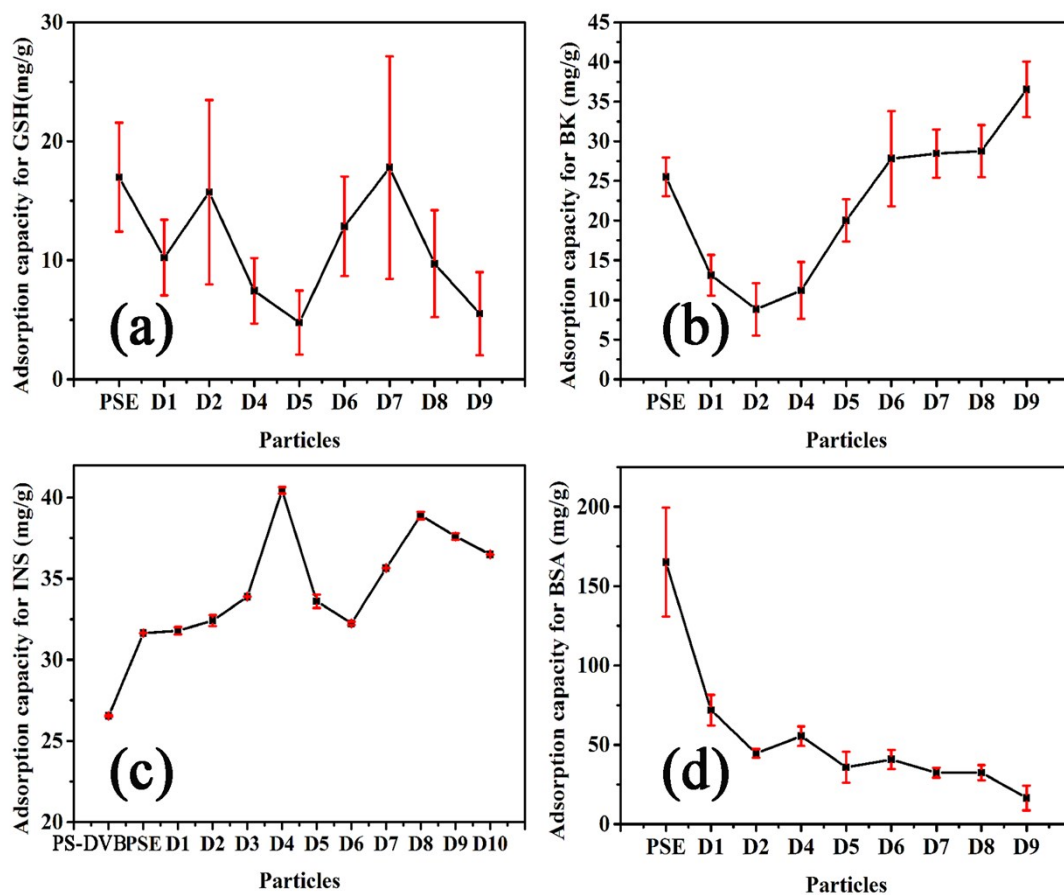 Adsorption capacity for GSH(mg/g)
30
20
10
0
(a)
PSE D1 D2 D4 D5 D6 D7 D8 D9
Particles
Adsorption capacity for BK (mg/g)
45
40
35
30
25
20
15
10
5
0
(b)
PSE D1 D2 D4 D5 D6 D7 D8 D9
Particles
Adsorption capacity for INS (mg/g)
40
35
30
25
20
(c)
PS-DVB PSE D1 D2 D3 D4 D5 D6 D7 D8 D9 D10
Particles
Adsorption capacity for BSA (mg/g)
200
150
100
50
0
(d)
PSE D1 D2 D4 D5 D6 D7 D8 D9
Particles